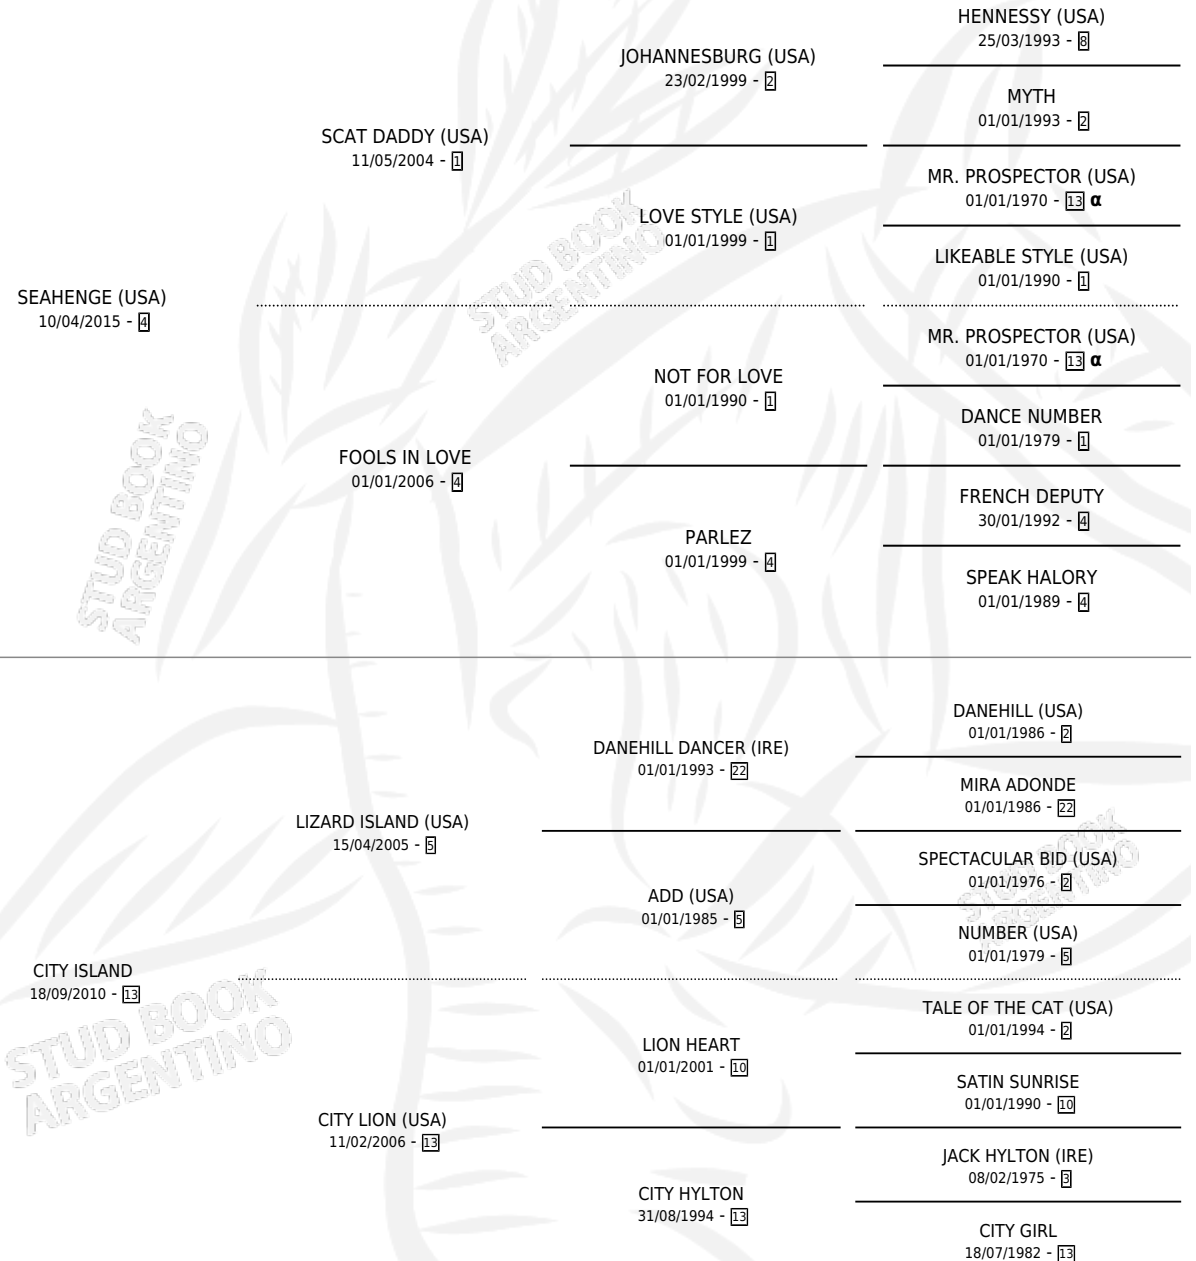 HENNESSY (USA)
25/03/1993 - 8
JOHANNESBURG (USA)
23/02/1999 - 2
MYTH
01/01/1993 - 2
SCAT DADDY (USA)
11/05/2004 - 1
MR. PROSPECTOR (USA)
01/01/1970 - 13 α
LOVE STYLE (USA)
01/01/1999 - 1
LIKEABLE STYLE (USA)
01/01/1990 - 1
SEAHENGE (USA)
10/04/2015 - 4
MR. PROSPECTOR (USA)
01/01/1970 - 13 α
NOT FOR LOVE
01/01/1990 - 1
DANCE NUMBER
01/01/1979 - 1
FOOLS IN LOVE
01/01/2006 - 4
FRENCH DEPUTY
30/01/1992 - 4
PARLEZ
01/01/1999 - 4
SPEAK HALORY
01/01/1989 - 4
DANEHILL (USA)
01/01/1986 - 2
DANEHILL DANCER (IRE)
01/01/1993 - 22
MIRA ADONDE
01/01/1986 - 22
LIZARD ISLAND (USA)
15/04/2005 - 5
SPECTACULAR BID (USA)
01/01/1976 - 2
ADD (USA)
01/01/1985 - 5
NUMBER (USA)
01/01/1979 - 5
CITY ISLAND
18/09/2010 - 13
TALE OF THE CAT (USA)
01/01/1994 - 2
LION HEART
01/01/2001 - 10
SATIN SUNRISE
01/01/1990 - 10
CITY LION (USA)
11/02/2006 - 13
JACK HYLTON (IRE)
08/02/1975 - 3
CITY HYLTON
31/08/1994 - 13
CITY GIRL
18/07/1982 - 13
STUD BOOK
ARGENTINO
STUD BOOK
ARGENTINO
STUD BOOK
ARGENTINO
STUD BOOK
ARGENTINO